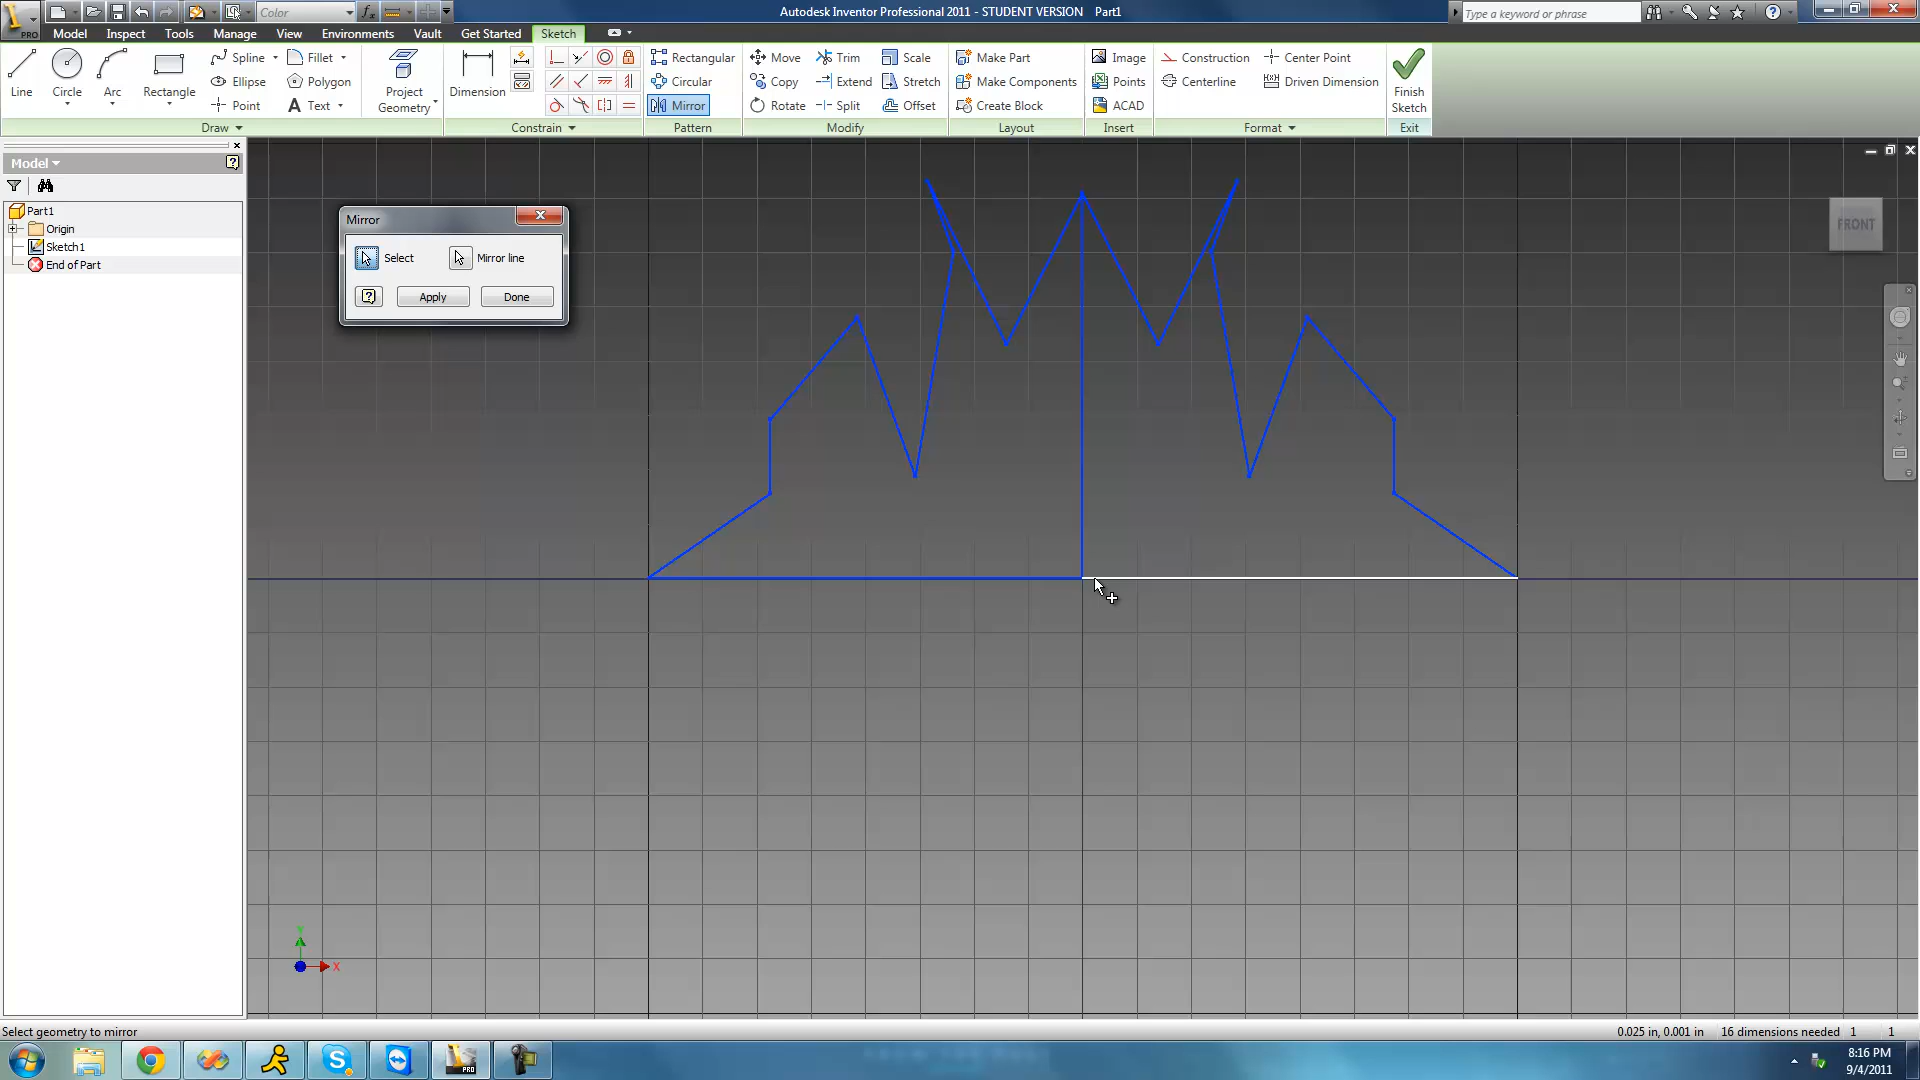 Color
Autodesk Inventor Professional 2011 - STUDENT VERSION Part1
Type a keyword or phrase
PRO
Model Inspect Tools Manage View Environments Vault Get Started Sketch
Line
Circle
Arc
Rectangle
Spline
Ellipse
Point
Fillet
Polygon
Text
Project
Geometry
Draw
Dimension
Constrain
Rectangular
Circular
Mirror
Pattern
Move
Copy
Rotate
Trim
Extend
Split
Scale
Stretch
Offset
Modify
Make Part
Make Components
Create Block
Layout
Image
Points
ACAD
Insert
Construction
Centerline
Center Point
Driven Dimension
Format
Finish
Sketch
Exit
Model
Part1
Origin
Sketch1
End of Part
Mirror
Select
Mirror line
Apply
Done
FRONT
Y
X
Select geometry to mirror
0.025 in, 0.001 in 16 dimensions needed 1 1
PRO
8:16 PM
9/4/2011